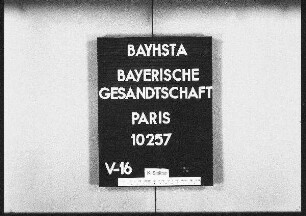 BAYHSTA
BAYERISCHE
GESANDTSCHAFT
PARIS
10257
V-16